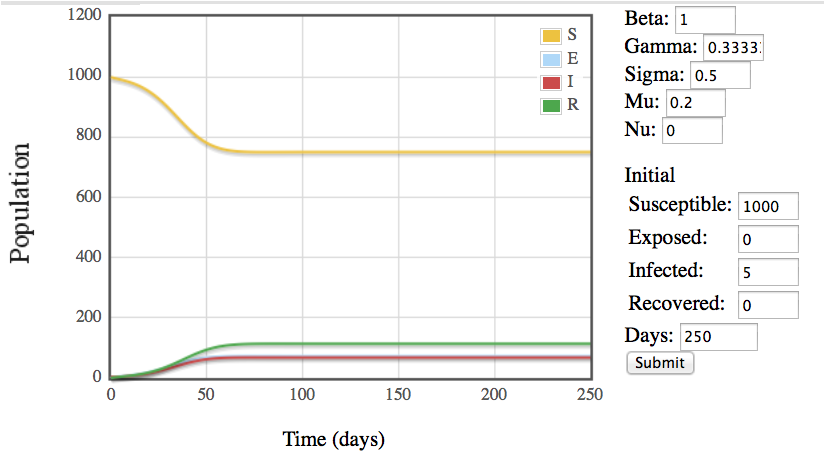 1200
1000
800
600
400
200
0
0 50 100 150 200 250
Population
Time (days)
S
E
I
R
Beta: 1
Gamma: 0.3333
Sigma: 0.5
Mu: 0.2
Nu: 0
Initial
Susceptible: 1000
Exposed: 0
Infected: 5
Recovered: 0
Days: 250
Submit